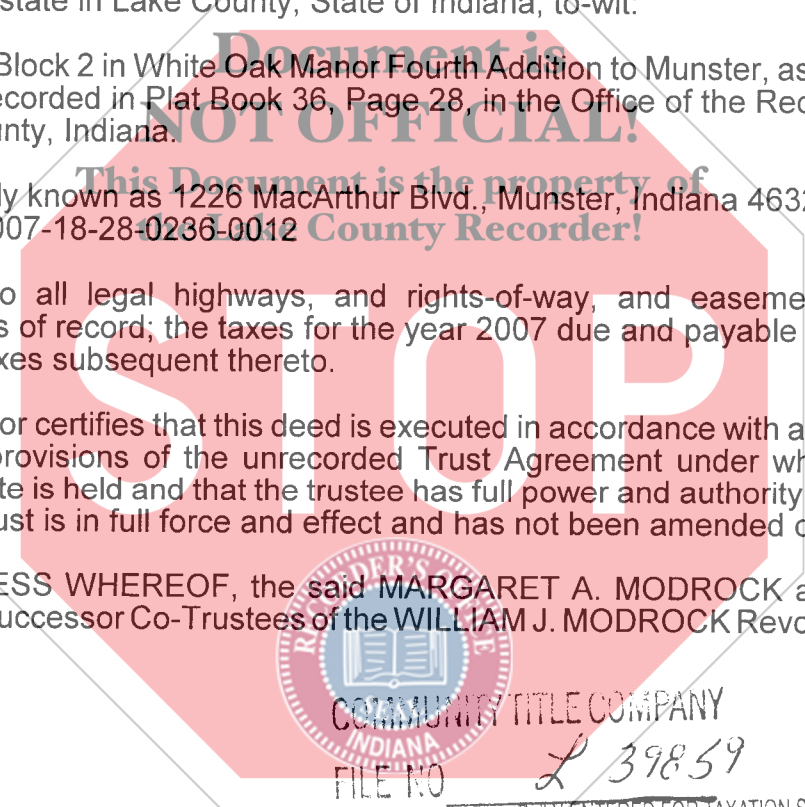 state in Lake County, State of Indiana, to-wit:
Document is
Block 2 in White Oak Manor Fourth Addition to Munster, as
ecorded in Plat Book 36, Page 28, in the Office of the Rec
NOT OFFICIAL!
nty, Indiana.
This Document is the property of
ly known as 1226 MacArthur Blvd., Munster, Indiana 4632
007-18-28-0236-0012
the Lake County Recorder!
o all legal highways, and rights-of-way, and easeme
s of record; the taxes for the year 2007 due and payable
xes subsequent thereto.
STOP
or certifies that this deed is executed in accordance with a
provisions of the unrecorded Trust Agreement under wh
te is held and that the trustee has full power and authority
ust is in full force and effect and has not been amended o
ESS WHEREOF, the said MARGARET A. MODROCK a
uccessor Co-Trustees of the WILLIAM J. MODROCK Revo
RECORDER'S OFFICE
SEAL
INDIANA
COMMUNITY TITLE COMPANY
FILE NO L 39859